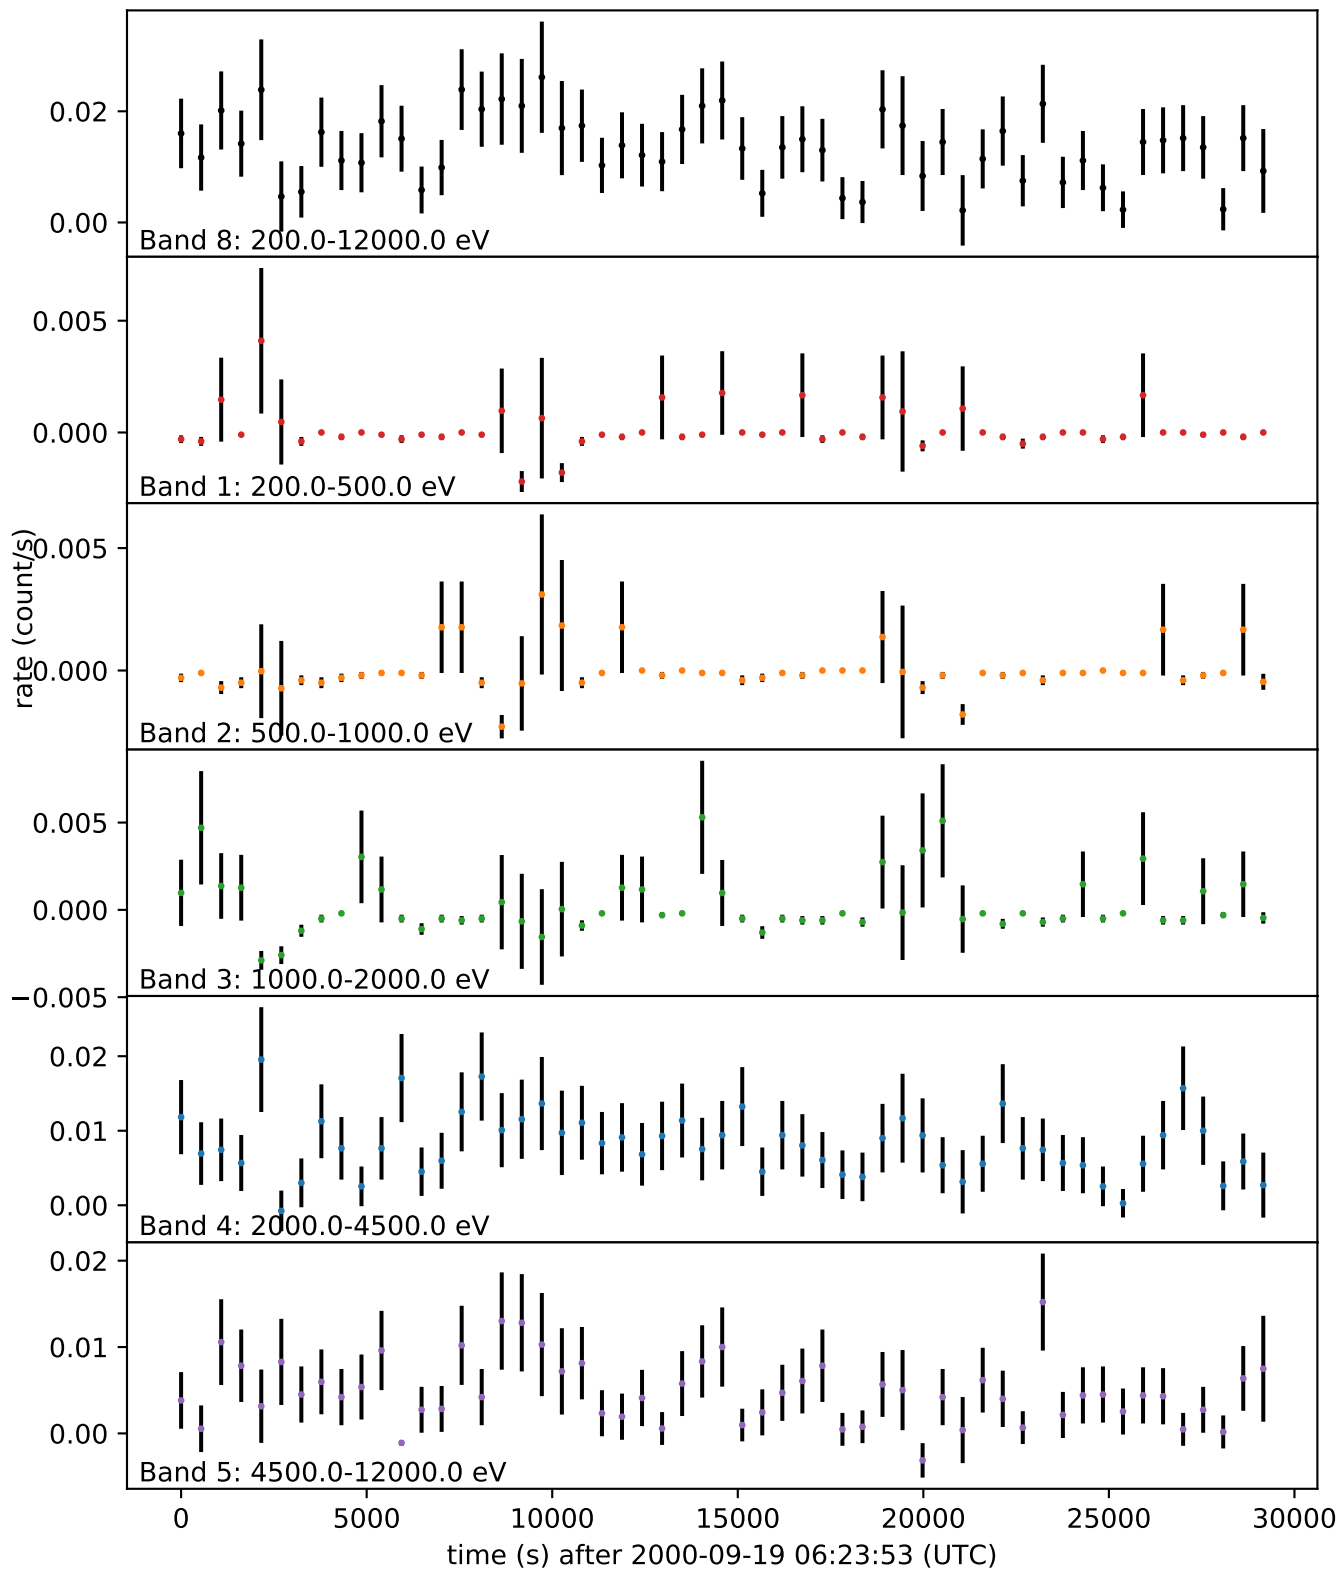 0.02
0.00
Band 8: 200.0-12000.0 eV
0.005
0.000
Band 1: 200.0-500.0 eV
rate (count/s)
0.005
0.000
Band 2: 500.0-1000.0 eV
0.005
0.000
−0.005
Band 3: 1000.0-2000.0 eV
0.02
0.01
0.00
Band 4: 2000.0-4500.0 eV
0.02
0.01
0.00
Band 5: 4500.0-12000.0 eV
0 5000 10000 15000 20000 25000 30000
time (s) after 2000-09-19 06:23:53 (UTC)